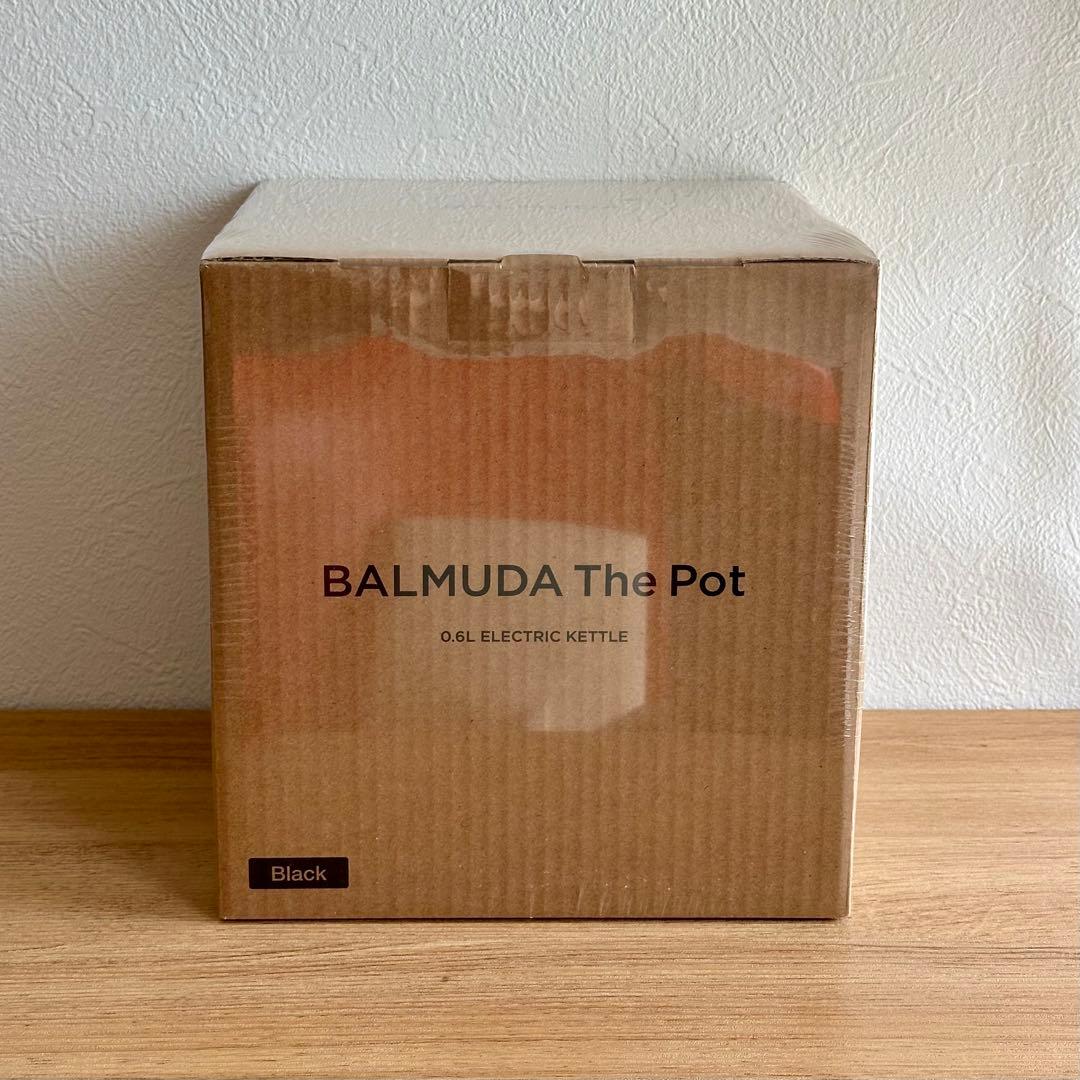 BALMUDA The Pot
0.6L ELECTRIC KETTLE
Black